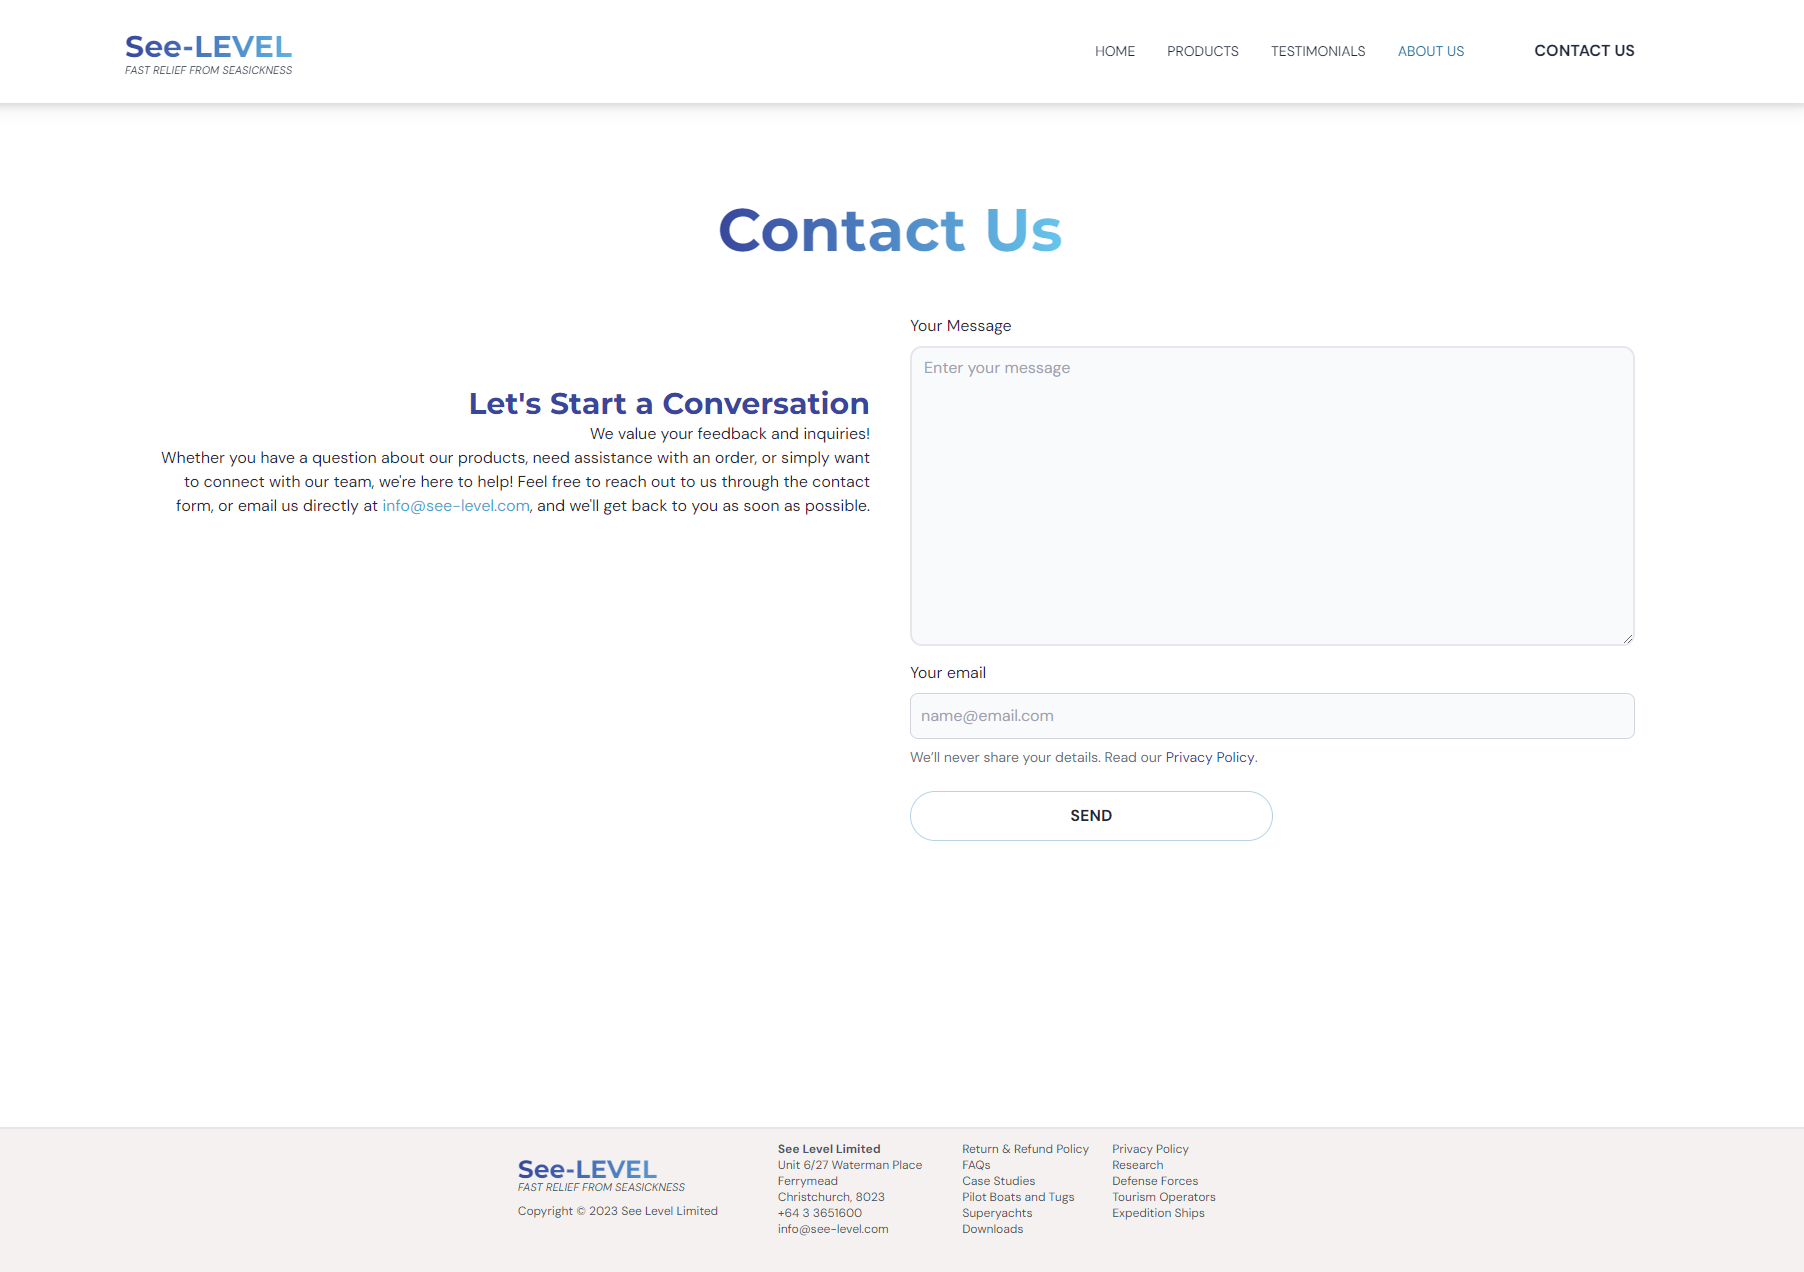 See-LEVEL
FAST RELIEF FROM SEASICKNESS
HOME PRODUCTS TESTIMONIALS ABOUT US CONTACT US
Contact Us
Let's Start a Conversation
We value your feedback and inquiries!
Whether you have a question about our products, need assistance with an order, or simply want
to connect with our team, we're here to help! Feel free to reach out to us through the contact
form, or email us directly at info@see-level.com, and we'll get back to you as soon as possible.
Your Message
Enter your message
Your email
name@email.com
We’ll never share your details. Read our Privacy Policy.
SEND
See-LEVEL
FAST RELIEF FROM SEASICKNESS
Copyright © 2023 See Level Limited
See Level Limited
Unit 6/27 Waterman Place
Ferrymead
Christchurch, 8023
+64 3 3651600
info@see-level.com
Return & Refund Policy
FAQs
Case Studies
Pilot Boats and Tugs
Superyachts
Downloads
Privacy Policy
Research
Defense Forces
Tourism Operators
Expedition Ships